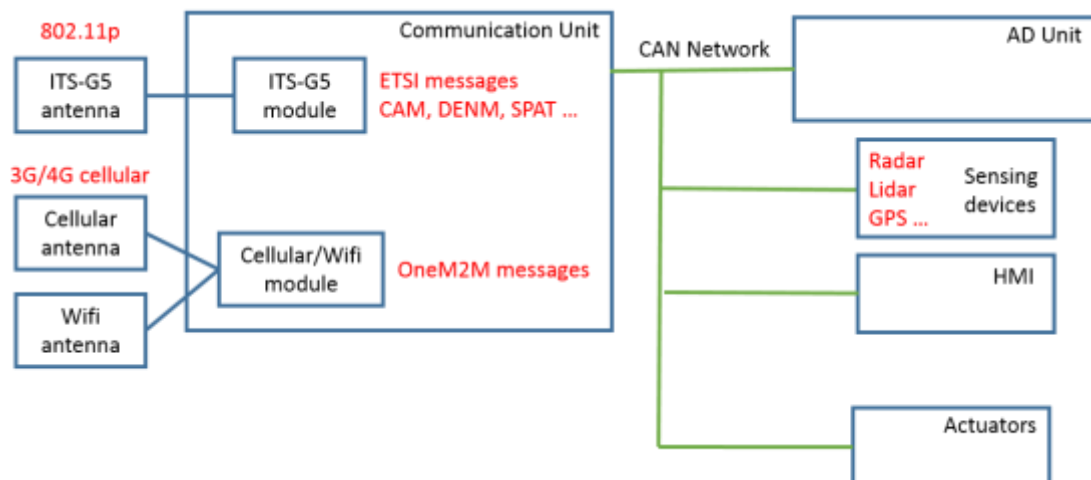 802.11p
ITS-G5
antenna
3G/4G cellular
Cellular
antenna
Wifi
antenna
Communication Unit
ITS-G5
module
ETSI messages
CAM, DENM, SPAT ...
Cellular/Wifi
module
OneM2M messages
CAN Network
AD Unit
Radar
Lidar
GPS ...
Sensing
devices
HMI
Actuators